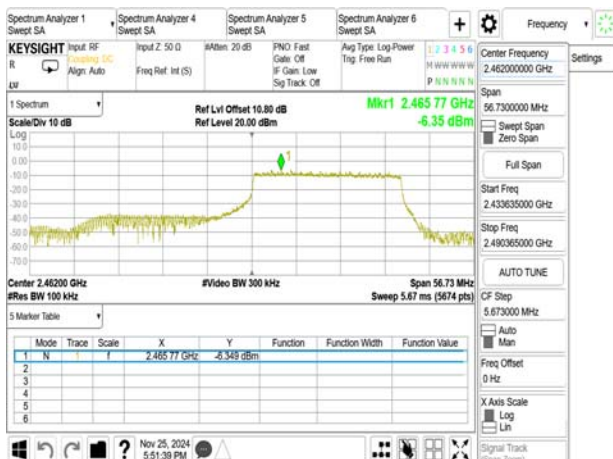 Spectrum Analyzer 1
Swept SA
Spectrum Analyzer 4
Swept SA
Spectrum Analyzer 5
Swept SA
Spectrum Analyzer 6
Swept SA
+
Frequency
KEYSIGHT
R
LXI
Input: RF
Coupling: DC
Align: Auto
Input Z: 50 Ω
Freq Ref: Int (S)
#Atten: 20 dB
PNO: Fast
Gate: Off
IF Gain: Low
Sig Track: Off
Avg Type: Log-Power
Trig: Free Run
1 2 3 4 5 6
M W W W W W
P N N N N N
Center Frequency
2.462000000 GHz
Settings
Span
56.7300000 MHz
Swept Span
Zero Span
Full Span
Start Freq
2.433635000 GHz
Stop Freq
2.490365000 GHz
AUTO TUNE
CF Step
5.673000 MHz
Auto
Man
Freq Offset
0 Hz
X Axis Scale
Log
Lin
Signal Track
1 Spectrum
Scale/Div 10 dB
Ref Lvl Offset 10.80 dB
Ref Level 20.00 dBm
Mkr1 2.465 77 GHz
-6.35 dBm
Log
10.0
0.00
-10.0
-20.0
-30.0
-40.0
-50.0
-60.0
-70.0
1
Center 2.46200 GHz
#Res BW 100 kHz
#Video BW 300 kHz
Span 56.73 MHz
Sweep 5.67 ms (5674 pts)
5 Marker Table
Mode Trace Scale X Y Function Function Width Function Value
1 N 1 f 2.465 77 GHz -6.349 dBm
2
3
4
5
6
?
Nov 25, 2024
5:51:39 PM